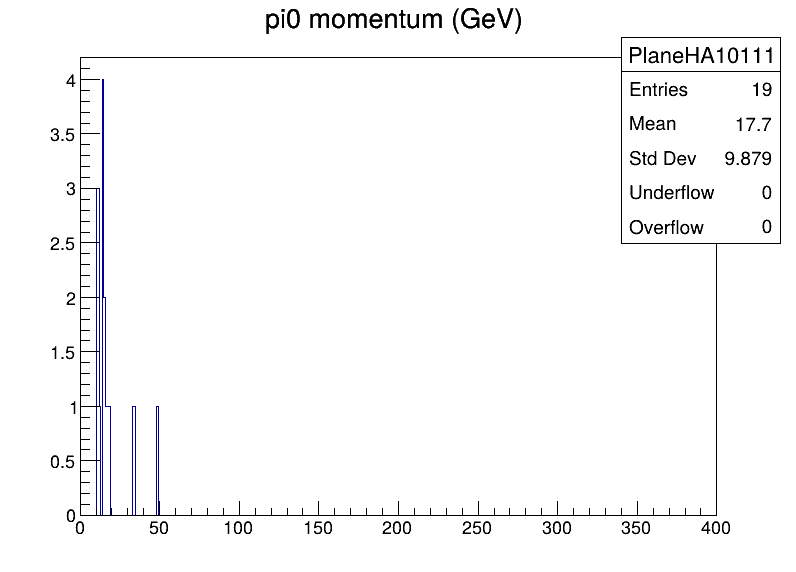 pi0 momentum (GeV)
PlaneHA10111
Entries 19
Mean 17.7
Std Dev 9.879
Underflow 0
Overflow 0
4
3.5
3
2.5
2
1.5
1
0.5
0
0 50 100 150 200 250 300 350 400